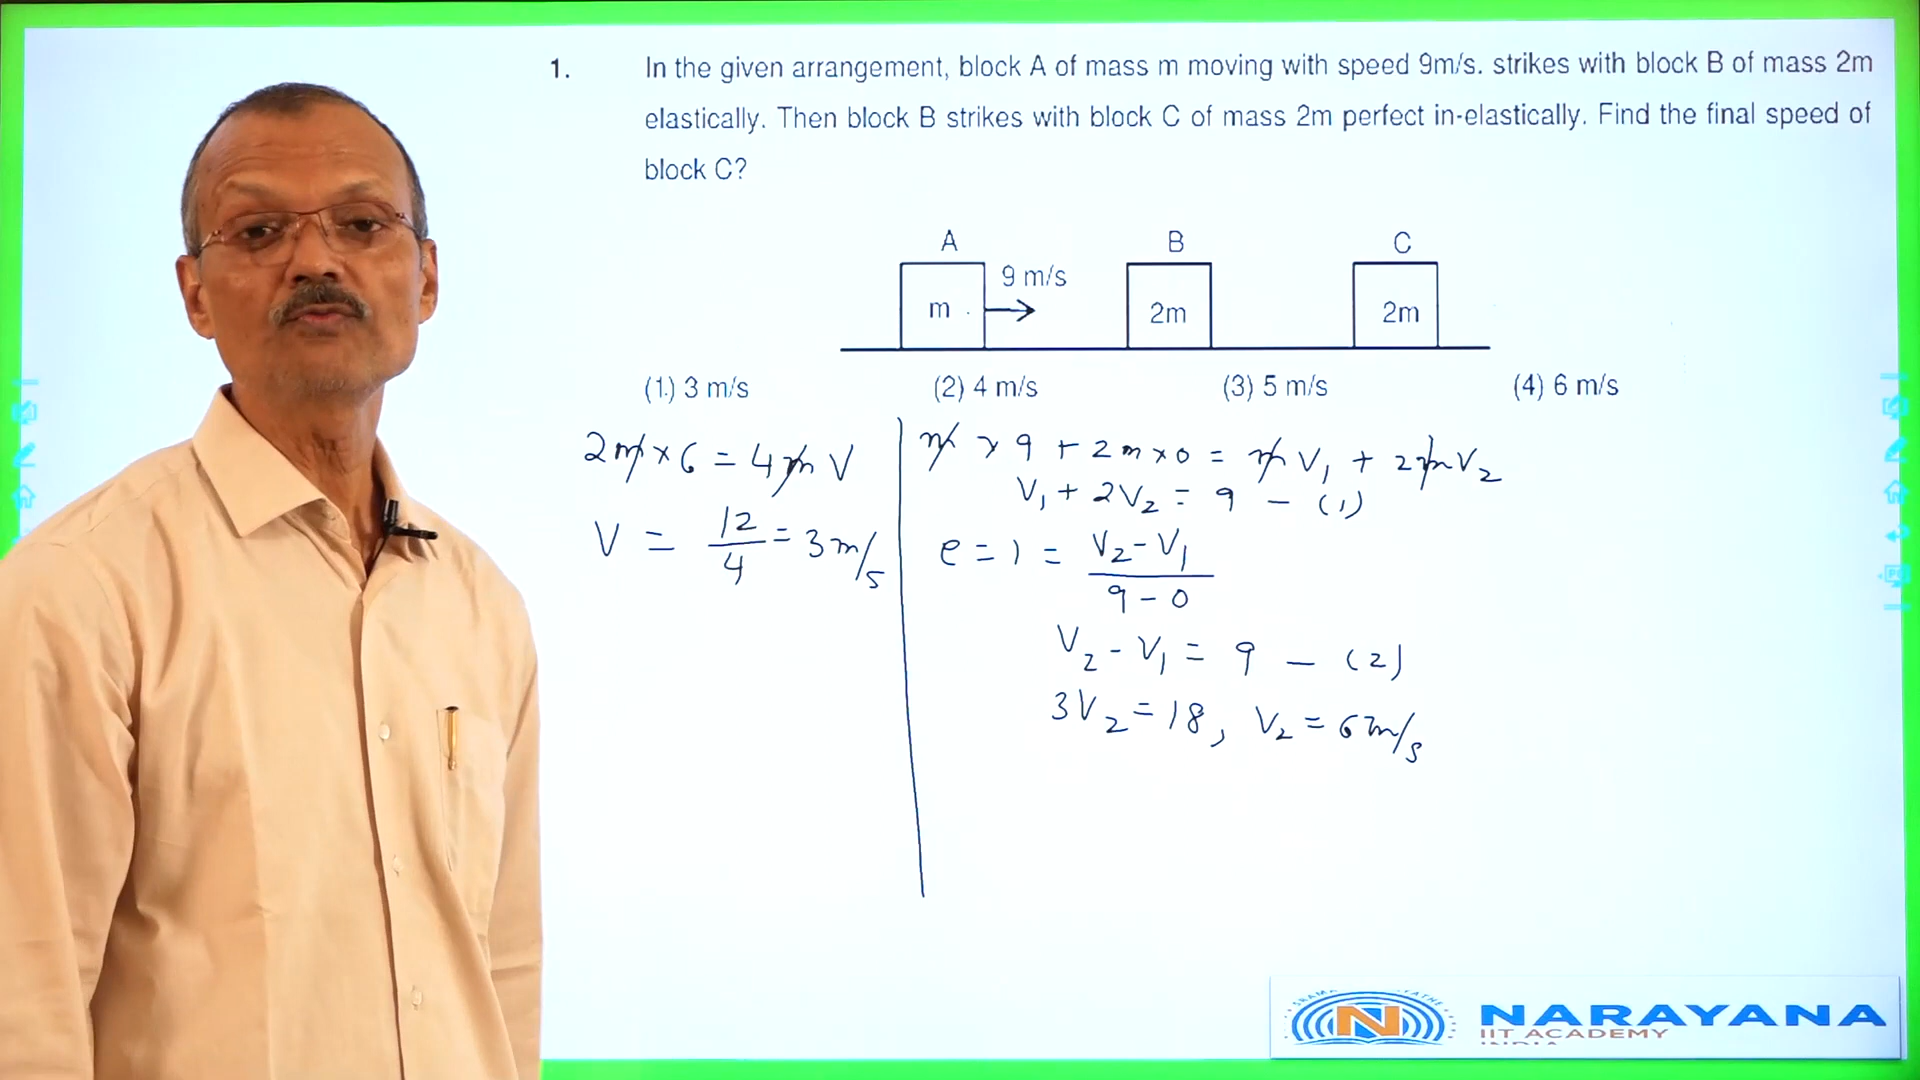 1. In the given arrangement, block A of mass m moving with speed 9m/s. strikes with block B of mass 2m
elastically. Then block B strikes with block C of mass 2m perfect in-elastically. Find the final speed of
block C?
A B C
9 m/s
m 2m 2m
(1.) 3 m/s (2) 4 m/s (3) 5 m/s (4) 6 m/s
2m × 6 = 4m V
V = 12/4 = 3m/s
m × 9 + 2m × 0 = m V₁ + 2m V₂
V₁ + 2V₂ = 9 – (1)
e = 1 = V₂ - V₁ / 9 - 0
V₂ - V₁ = 9 – (2)
3V₂ = 18, V₂ = 6m/s
N NARAYANA
IIT ACADEMY